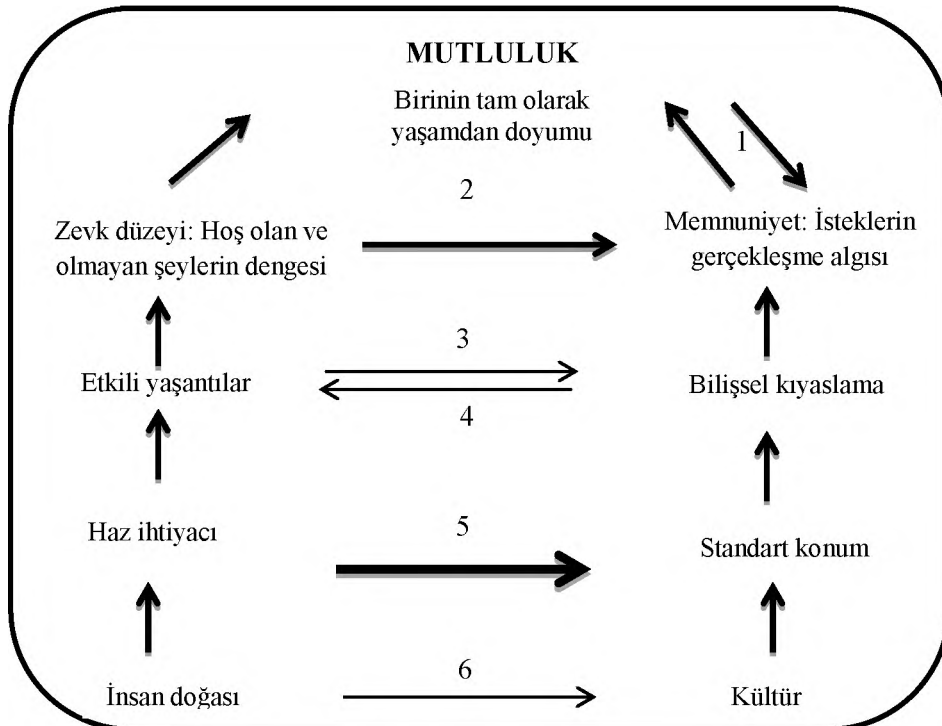 MUTLULUK
Birinin tam olarak
yaşamdan doyumu
1
2
Zevk düzeyi: Hoş olan ve
olmayan şeylerin dengesi
Memnuniyet: İsteklerin
gerçekleşme algısı
3
Etkili yaşantılar
Bilişsel kıyaslama
4
Haz ihtiyacı
5
Standart konum
İnsan doğası
6
Kültür